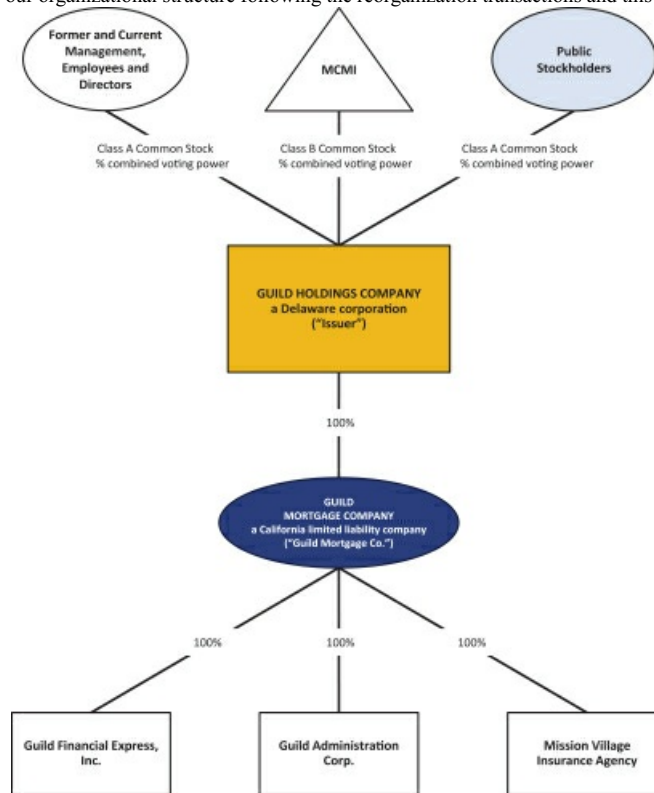 our organizational structure following the reorganization transactions and this
Former and Current
Management,
Employees and
Directors
MCMI
Public
Stockholders
Class A Common Stock
% combined voting power
Class B Common Stock
% combined voting power
Class A Common Stock
% combined voting power
GUILD HOLDINGS COMPANY
a Delaware corporation
("Issuer")
100%
GUILD
MORTGAGE COMPANY
a California limited liability company
("Guild Mortgage Co.")
100%
100%
100%
Guild Financial Express,
Inc.
Guild Administration
Corp.
Mission Village
Insurance Agency